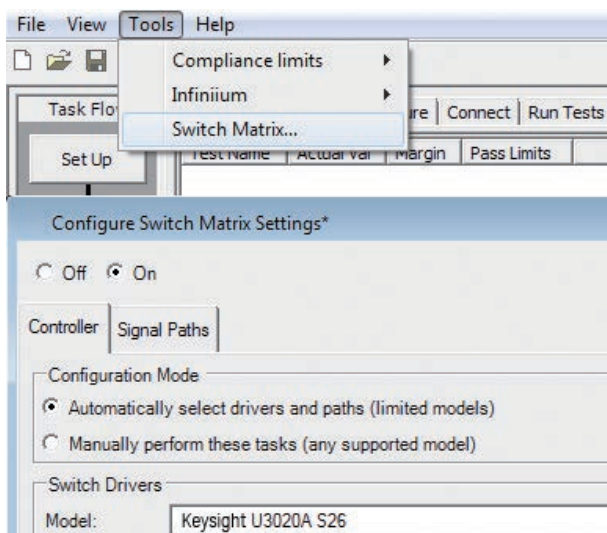 File View Tools Help
Compliance limits
Infiniium
Switch Matrix...
Task Flo
Connect Run Tests
Set Up
Test Name Actual Val Margin Pass Limits
Configure Switch Matrix Settings*
Off On
Controller Signal Paths
Configuration Mode
Automatically select drivers and paths (limited models)
Manually perform these tasks (any supported model)
Switch Drivers
Model: Keysight U3020A S26